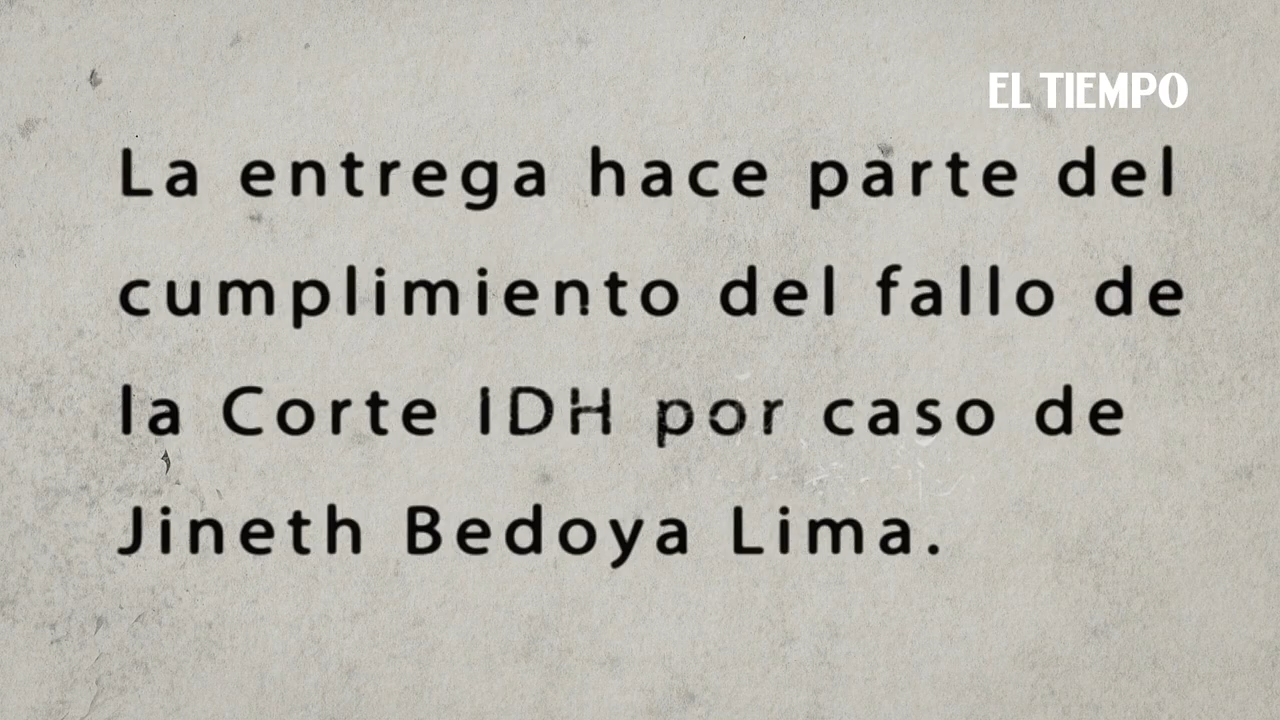 EL TIEMPO
La entrega hace parte del
cumplimiento del fallo de
la Corte IDH por caso de
Jineth Bedoya Lima.